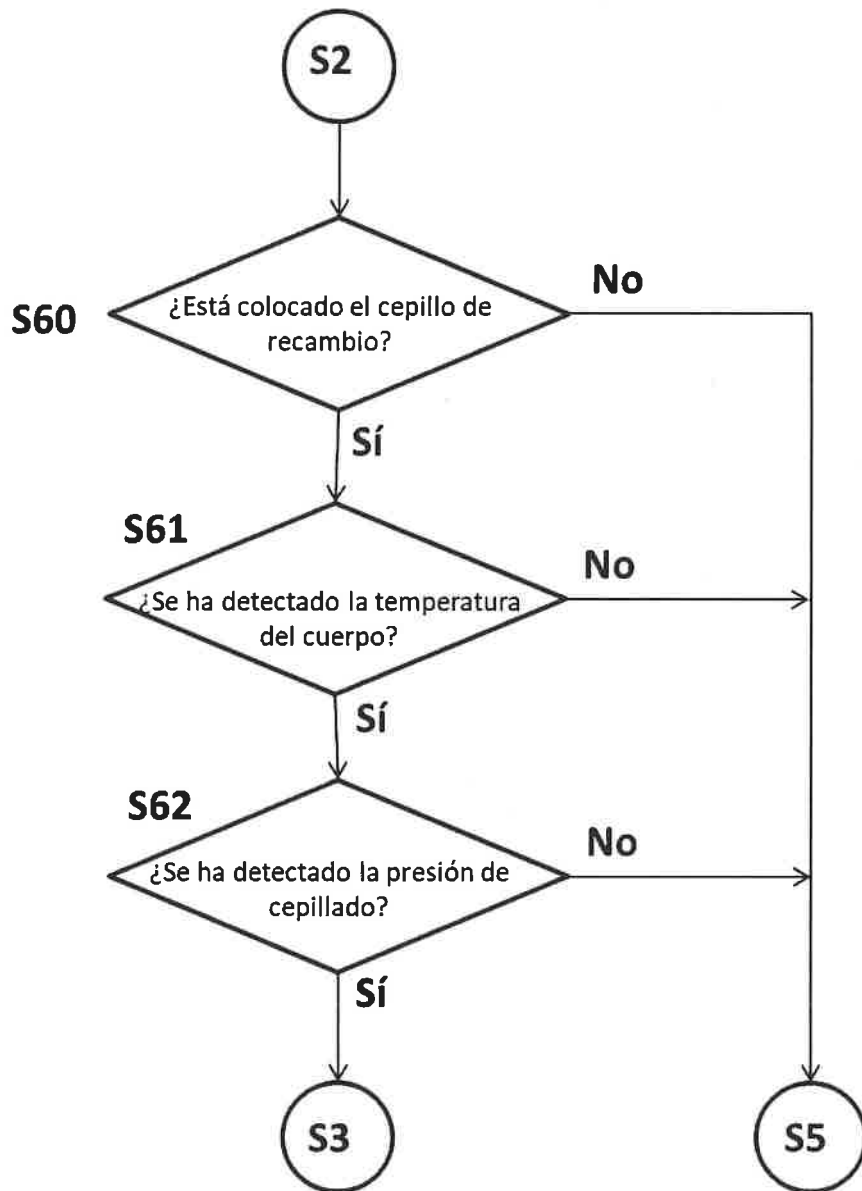 S2
No
S60
¿Está colocado el cepillo de
recambio?
Sí
S61
No
¿Se ha detectado la temperatura
del cuerpo?
Sí
S62
No
¿Se ha detectado la presión de
cepillado?
Sí
S3
S5